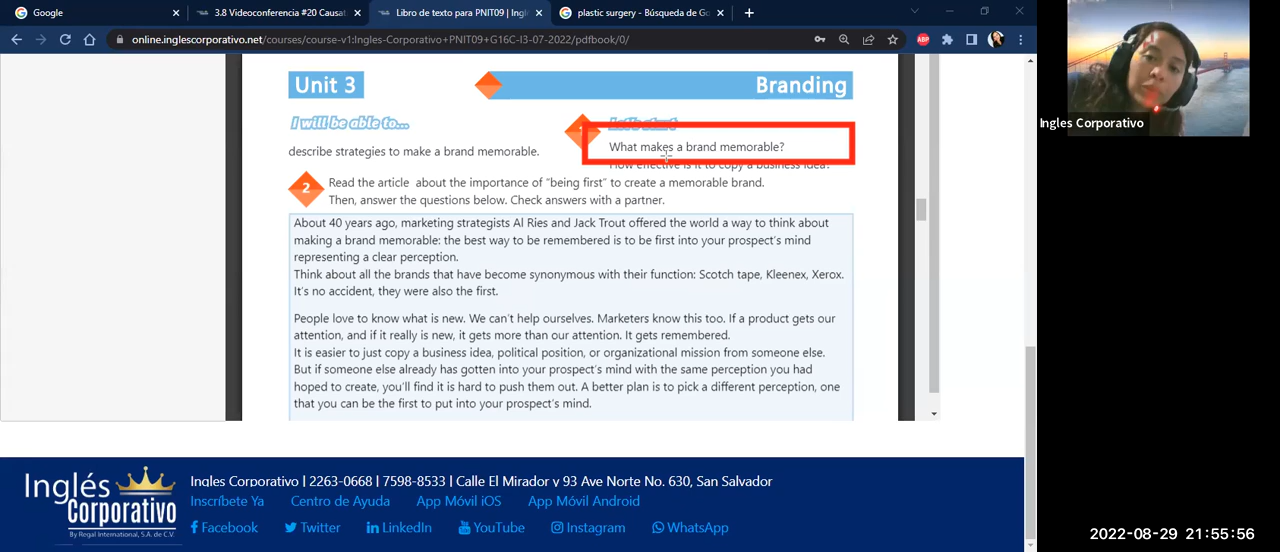 Google
3.8 Videoconferencia #20 Causat
Libro de texto para PNIT09 | Ingl
plastic surgery - Búsqueda de Go
online.inglescorporativo.net/courses/course-v1:Ingles-Corporativo+PNIT09+G16C-I3-07-2022/pdfbook/0/
ABP
Ingles Corporativo
Unit 3
Branding
I will be able to...
Let's start
describe strategies to make a brand memorable.
What makes a brand memorable?
How effective is it to copy a business idea?
2
Read the article about the importance of "being first" to create a memorable brand.
Then, answer the questions below. Check answers with a partner.
About 40 years ago, marketing strategists Al Ries and Jack Trout offered the world a way to think about
making a brand memorable: the best way to be remembered is to be first into your prospect's mind
representing a clear perception.
Think about all the brands that have become synonymous with their function: Scotch tape, Kleenex, Xerox.
It's no accident, they were also the first.
People love to know what is new. We can't help ourselves. Marketers know this too. If a product gets our
attention, and if it really is new, it gets more than our attention. It gets remembered.
It is easier to just copy a business idea, political position, or organizational mission from someone else.
But if someone else already has gotten into your prospect's mind with the same perception you had
hoped to create, you'll find it is hard to push them out. A better plan is to pick a different perception, one
that you can be the first to put into your prospect's mind.
Inglés
Corporativo
By Regal International, S.A. de C.V.
Ingles Corporativo | 2263-0668 | 7598-8533 | Calle El Mirador y 93 Ave Norte No. 630, San Salvador
Inscríbete Ya Centro de Ayuda App Móvil iOS App Móvil Android
Facebook Twitter LinkedIn YouTube Instagram WhatsApp
2022-08-29 21:55:56